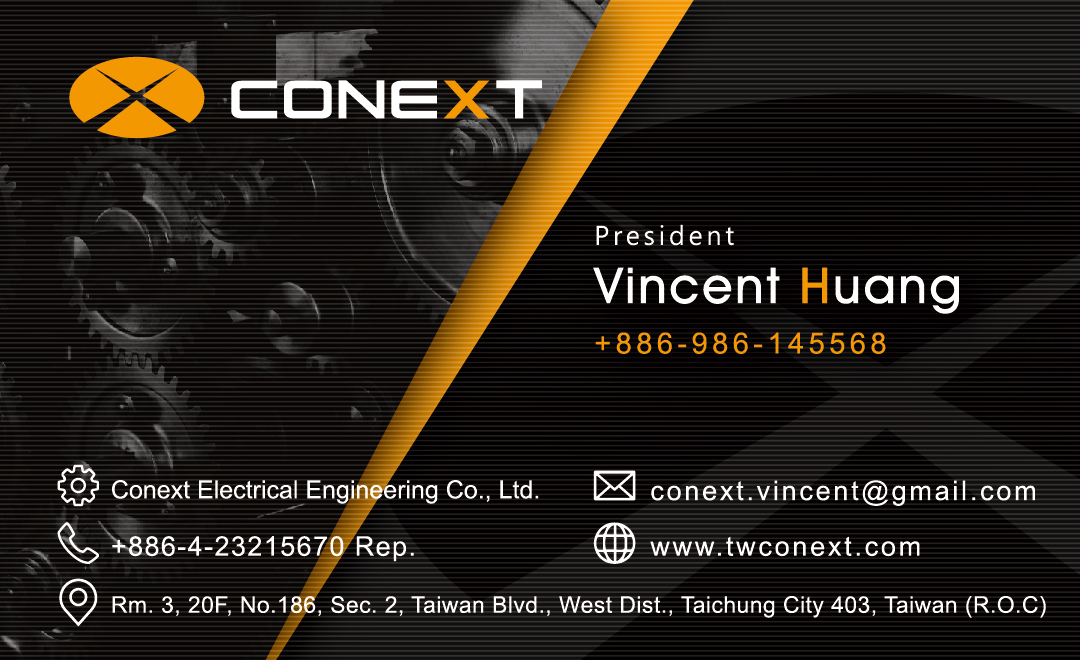 CONEXT
President
Vincent Huang
+886-986-145568
Conext Electrical Engineering Co., Ltd.
conext.vincent@gmail.com
+886-4-23215670 Rep.
www.twconext.com
Rm. 3, 20F, No.186, Sec. 2, Taiwan Blvd., West Dist., Taichung City 403, Taiwan (R.O.C)